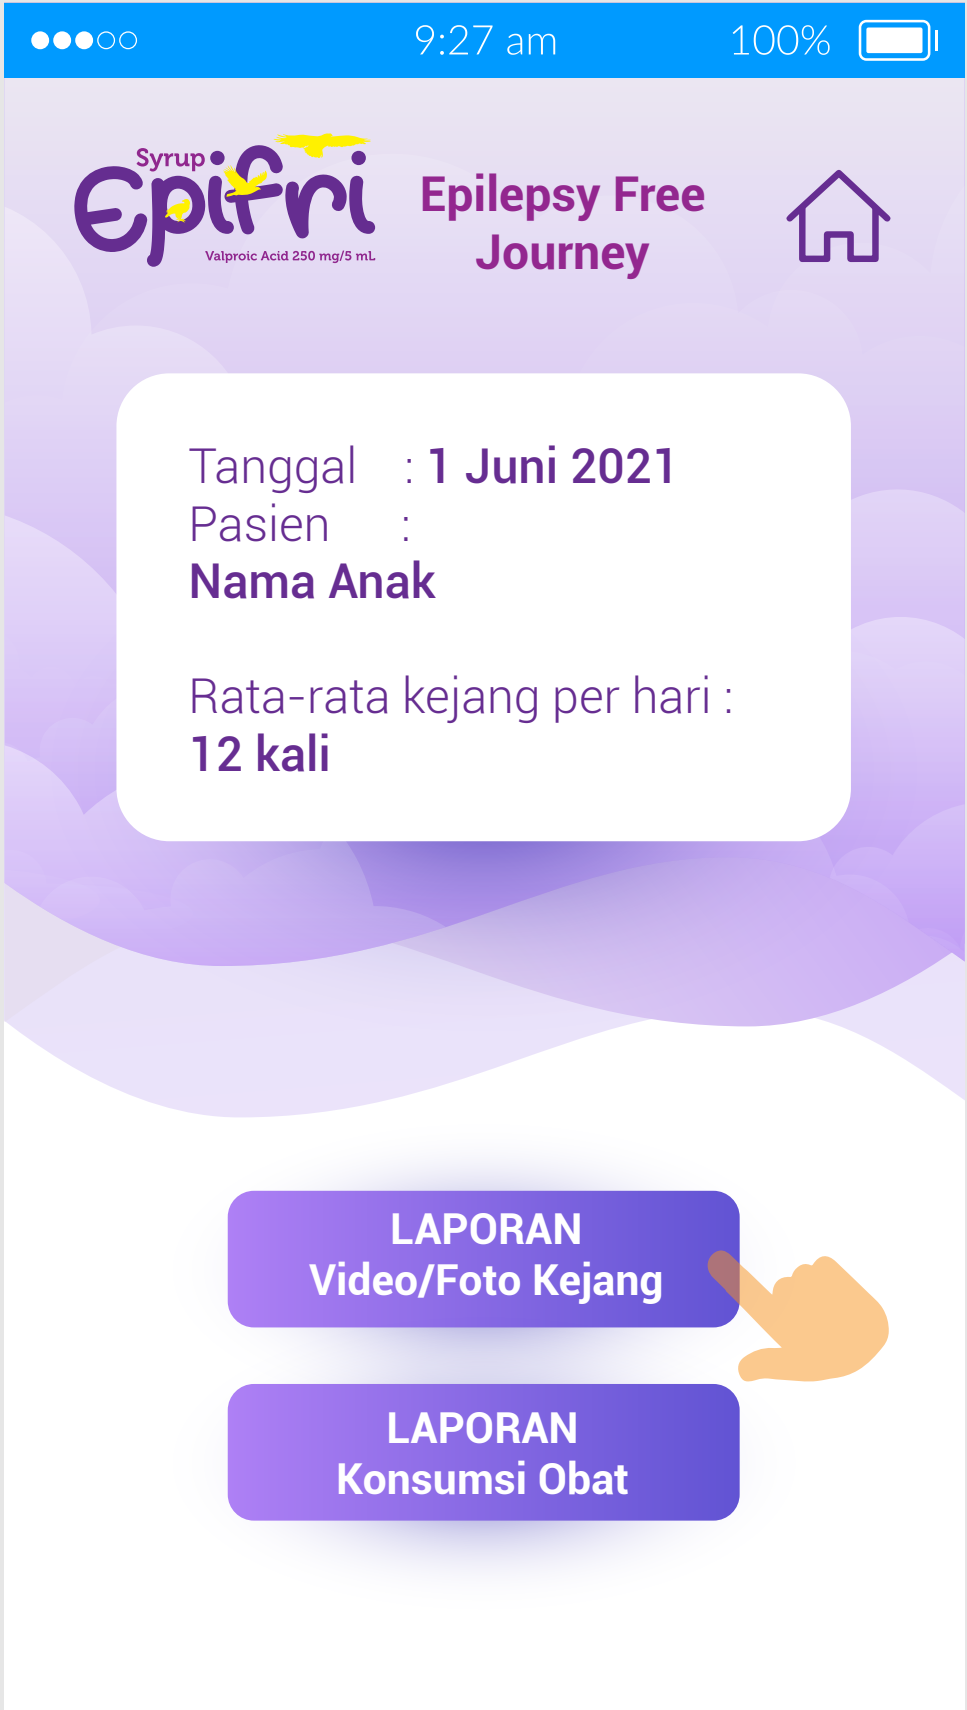 9:27 am 100%
Syrup
Epifri
Valproic Acid 250 mg/5 mL
Epilepsy Free
Journey
Tanggal : 1 Juni 2021
Pasien :
Nama Anak
Rata-rata kejang per hari :
12 kali
LAPORAN
Video/Foto Kejang
LAPORAN
Konsumsi Obat